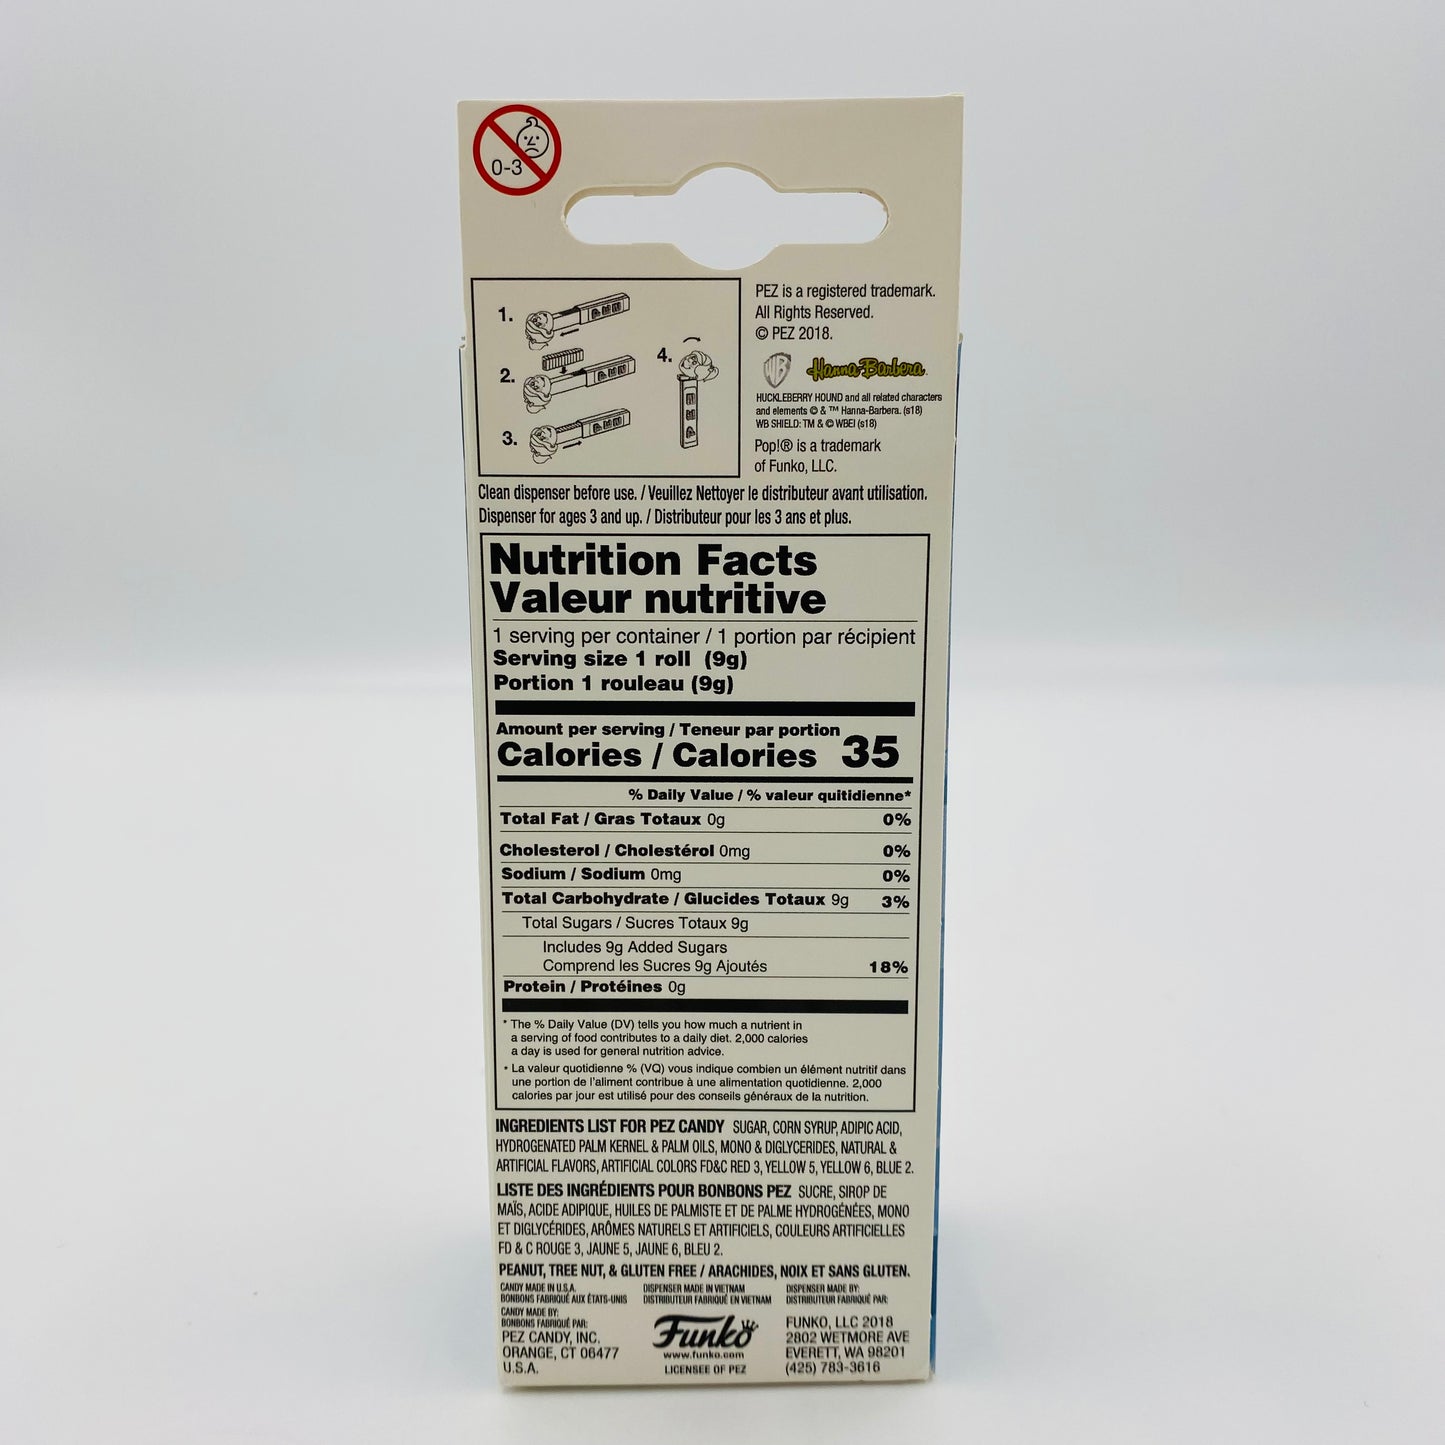 0-3
1.
2.
3.
4.
PEZ is a registered trademark.
All Rights Reserved.
© PEZ 2018.
WB Hanna-Barbera
HUCKLEBERRY HOUND and all related characters
and elements © & ™ Hanna-Barbera. (s18)
WB SHIELD: TM & © WBEI (s18)
Pop!® is a trademark
of Funko, LLC.
Clean dispenser before use. / Veuillez Nettoyer le distributeur avant utilisation.
Dispenser for ages 3 and up. / Distributeur pour les 3 ans et plus.
Nutrition Facts
Valeur nutritive
1 serving per container / 1 portion par récipient
Serving size 1 roll (9g)
Portion 1 rouleau (9g)
Amount per serving / Teneur par portion
Calories / Calories 35
% Daily Value / % valeur quitidienne*
Total Fat / Gras Totaux 0g 0%
Cholesterol / Cholestérol 0mg 0%
Sodium / Sodium 0mg 0%
Total Carbohydrate / Glucides Totaux 9g 3%
Total Sugars / Sucres Totaux 9g
Includes 9g Added Sugars
Comprend les Sucres 9g Ajoutés 18%
Protein / Protéines 0g
* The % Daily Value (DV) tells you how much a nutrient in
a serving of food contributes to a daily diet. 2,000 calories
a day is used for general nutrition advice.
* La valeur quotidienne % (VQ) vous indique combien un élément nutritif dans
une portion de l'aliment contribue à une alimentation quotidienne. 2,000
calories par jour est utilisé pour des conseils généraux de la nutrition.
INGREDIENTS LIST FOR PEZ CANDY SUGAR, CORN SYRUP, ADIPIC ACID,
HYDROGENATED PALM KERNEL & PALM OILS, MONO & DIGLYCERIDES, NATURAL &
ARTIFICIAL FLAVORS, ARTIFICIAL COLORS FD&C RED 3, YELLOW 5, YELLOW 6, BLUE 2.
LISTE DES INGRÉDIENTS POUR BONBONS PEZ SUCRE, SIROP DE
MAÏS, ACIDE ADIPIQUE, HUILES DE PALMISTE ET DE PALME HYDROGÉNÉES, MONO
ET DIGLYCÉRIDES, ARÔMES NATURELS ET ARTIFICIELS, COULEURS ARTIFICIELLES
FD & C ROUGE 3, JAUNE 5, JAUNE 6, BLEU 2.
PEANUT, TREE NUT, & GLUTEN FREE / ARACHIDES, NOIX ET SANS GLUTEN.
CANDY MADE IN U.S.A.
BONBONS FABRIQUÉ AUX ÉTATS-UNIS
CANDY MADE BY:
BONBONS FABRIQUÉ PAR:
PEZ CANDY, INC.
ORANGE, CT 06477
U.S.A.
DISPENSER MADE IN VIETNAM
DISTRIBUTEUR FABRIQUÉ EN VIETNAM
Funko
www.funko.com
LICENSEE OF PEZ
DISPENSER MADE BY:
DISTRIBUTEUR FABRIQUÉ PAR:
FUNKO, LLC 2018
2802 WETMORE AVE
EVERETT, WA 98201
(425) 783-3616